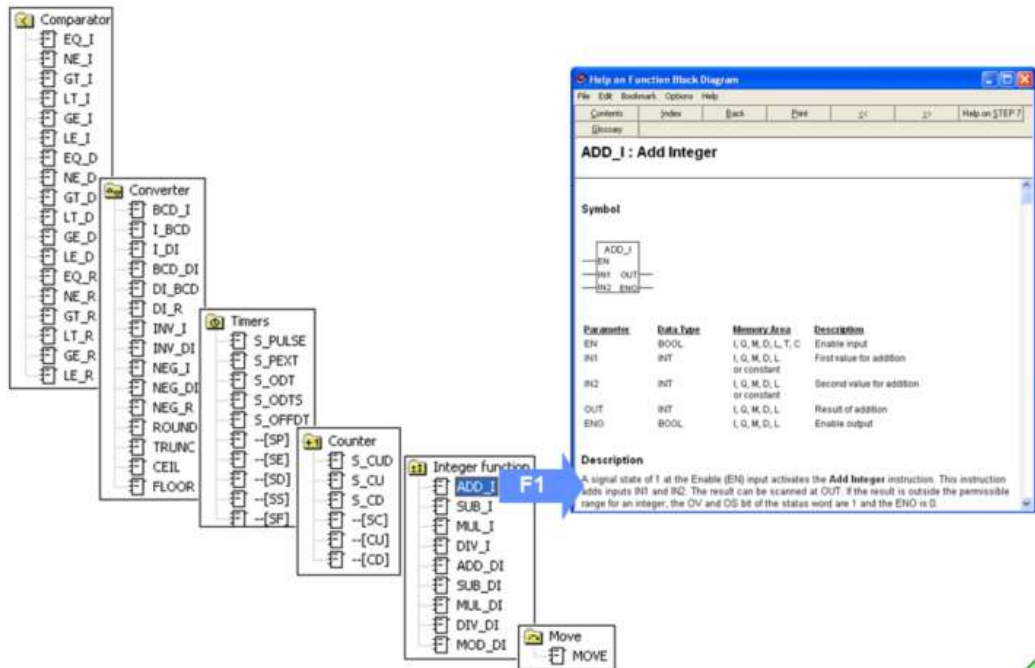 Comparator
EQ_I
NE_I
GT_I
LT_I
GE_I
LE_I
EQ_D
NE_D
GT_D
LT_D
GE_D
LE_D
EQ_R
NE_R
GT_R
LT_R
GE_R
LE_R
Converter
BCD_I
I_BCD
I_DI
BCD_DI
DI_BCD
DI_R
INV_I
INV_DI
NEG_I
NEG_DI
NEG_R
ROUND
TRUNC
CEIL
FLOOR
Timers
S_PULSE
S_PEXT
S_ODT
S_ODTS
S_OFFDT
--[SP]
--[SE]
--[SD]
--[SS]
--[SF]
Counter
S_CUD
S_CU
S_CD
--[SC]
--[CU]
--[CD]
Integer function
ADD_I
SUB_I
MUL_I
DIV_I
ADD_DI
SUB_DI
MUL_DI
DIV_DI
MOD_DI
Move
MOVE
F1
Help on Function Block Diagram
File Edit Bookmark Options Help
Contents Index Back Print << >> Help on STEP 7
Glossary
ADD_I : Add Integer
Symbol
ADD_I
EN
IN1 OUT
IN2 ENO
Parameter Data Type Memory Area Description
EN BOOL I, Q, M, D, L, T, C Enable input
IN1 INT I, Q, M, D, L First value for addition
or constant
IN2 INT I, Q, M, D, L Second value for addition
or constant
OUT INT I, Q, M, D, L Result of addition
ENO BOOL I, Q, M, D, L Enable output
Description
A signal state of 1 at the Enable (EN) input activates the Add Integer instruction. This instruction
adds inputs IN1 and IN2. The result can be scanned at OUT. If the result is outside the permissible
range for an integer, the OV and OS bit of the status word are 1 and the ENO is 0.